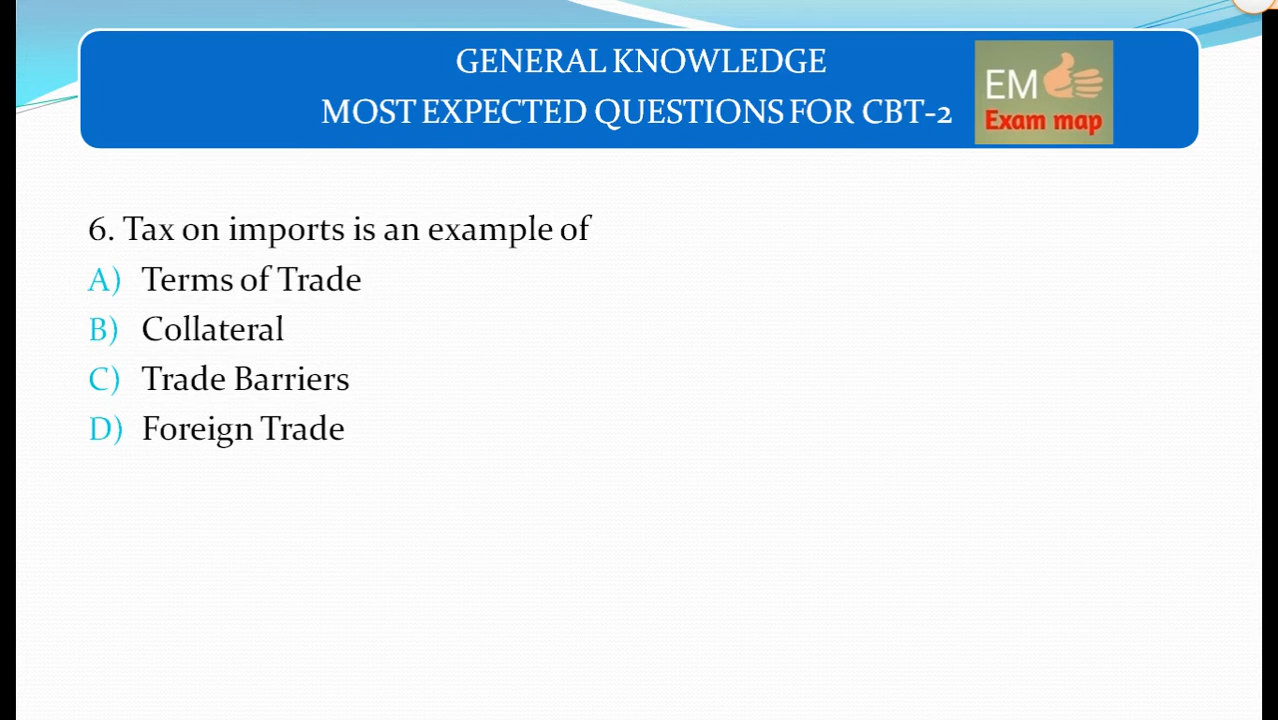 GENERAL KNOWLEDGE
MOST EXPECTED QUESTIONS FOR CBT-2
EM
Exam map
6. Tax on imports is an example of
A) Terms of Trade
B) Collateral
C) Trade Barriers
D) Foreign Trade